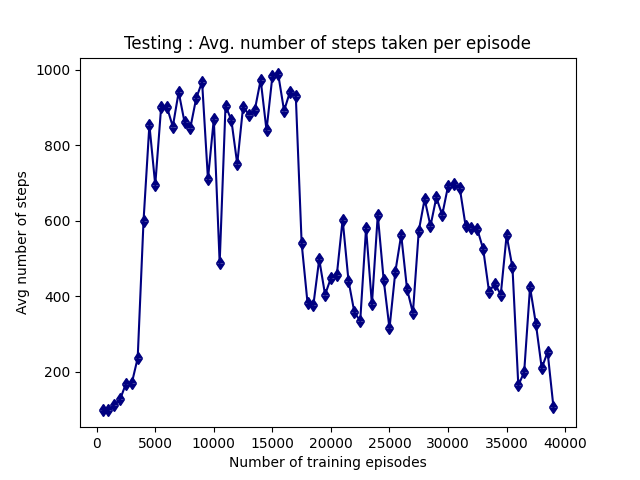 Testing : Avg. number of steps taken per episode
1000
800
600
400
200
Avg number of steps
0 5000 10000 15000 20000 25000 30000 35000 40000
Number of training episodes